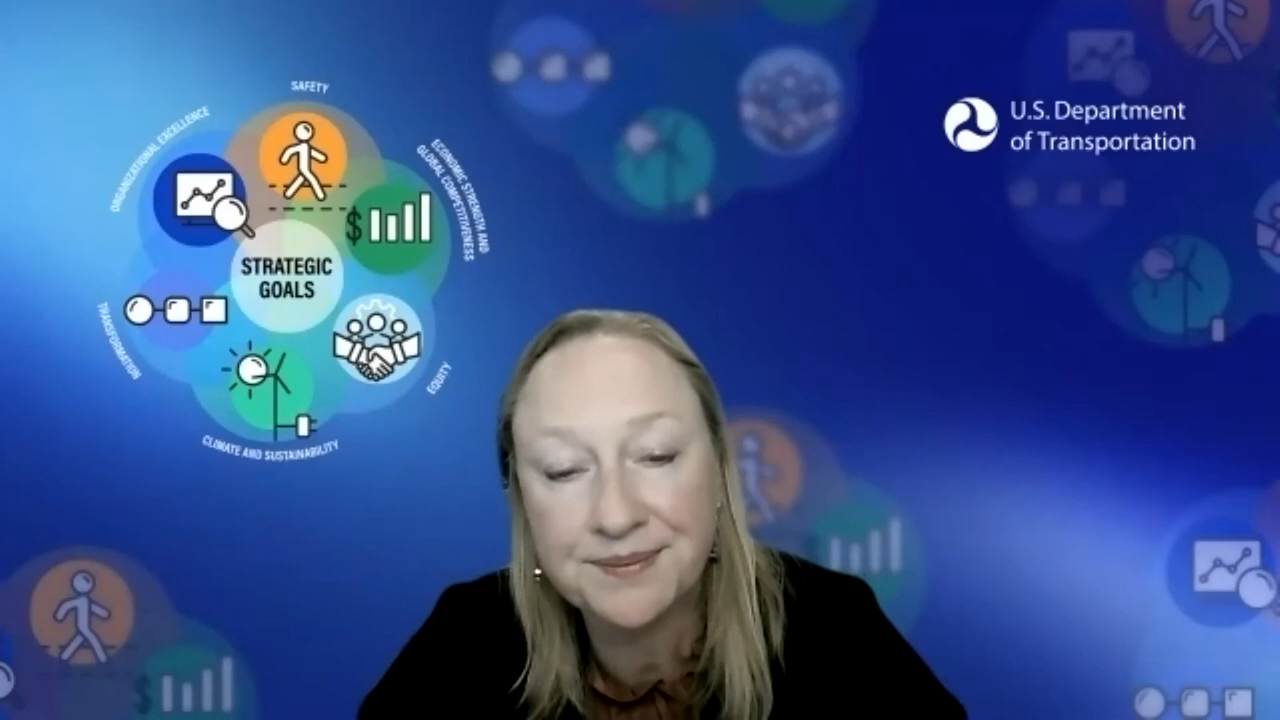 SAFETY
ORGANIZATIONAL EXCELLENCE
ECONOMIC STRENGTH AND
GLOBAL COMPETITIVENESS
$
STRATEGIC
GOALS
TRANSFORMATION
EQUITY
CLIMATE AND SUSTAINABILITY
U.S. Department
of Transportation
$